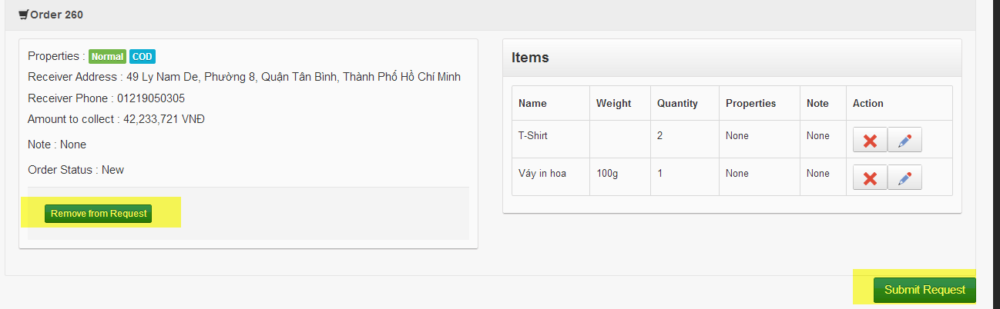 Order 260
Properties : Normal COD
Receiver Address : 49 Ly Nam De, Phường 8, Quận Tân Bình, Thành Phố Hồ Chí Minh
Receiver Phone : 01219050305
Amount to collect : 42,233,721 VNĐ
Note : None
Order Status : New
Remove from Request
Items
Name Weight Quantity Properties Note Action
T-Shirt 2 None None
Váy in hoa 100g 1 None None
Submit Request